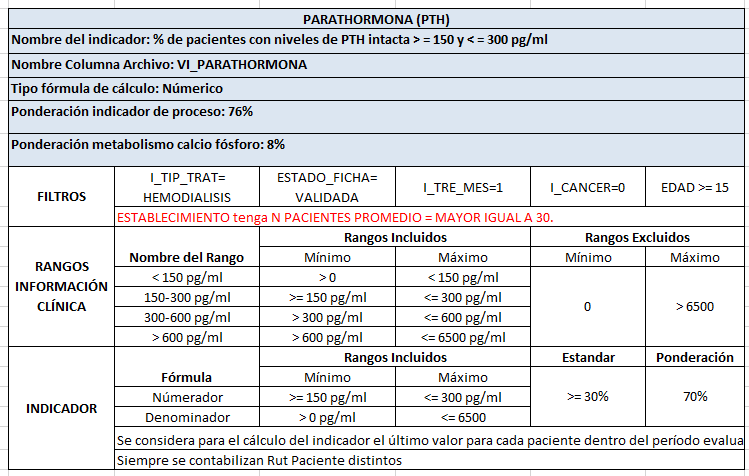 PARATHORMONA (PTH)
Nombre del indicador: % de pacientes con niveles de PTH intacta > = 150 y < = 300 pg/ml
Nombre Columna Archivo: VI_PARATHORMONA
Tipo fórmula de cálculo: Númerico
Ponderación indicador de proceso: 76%
Ponderación metabolismo calcio fósforo: 8%
FILTROS
I_TIP_TRAT=
HEMODIALISIS
ESTADO_FICHA=
VALIDADA
I_TRE_MES=1
I_CANCER=0
EDAD >= 15
ESTABLECIMIENTO tenga N PACIENTES PROMEDIO = MAYOR IGUAL A 30.
RANGOS
INFORMACIÓN
CLÍNICA
Nombre del Rango
Rangos Incluidos
Rangos Excluidos
Mínimo
Máximo
Mínimo
Máximo
< 150 pg/ml
> 0
< 150 pg/ml
150-300 pg/ml
>= 150 pg/ml
<= 300 pg/ml
300-600 pg/ml
> 300 pg/ml
<= 600 pg/ml
> 600 pg/ml
> 600 pg/ml
<= 6500 pg/ml
0
> 6500
INDICADOR
Fórmula
Rangos Incluidos
Estandar
Ponderación
Mínimo
Máximo
Númerador
>= 150 pg/ml
<= 300 pg/ml
Denominador
> 0 pg/ml
<= 6500
>= 30%
70%
Se considera para el cálculo del indicador el último valor para cada paciente dentro del período evalua
Siempre se contabilizan Rut Paciente distintos